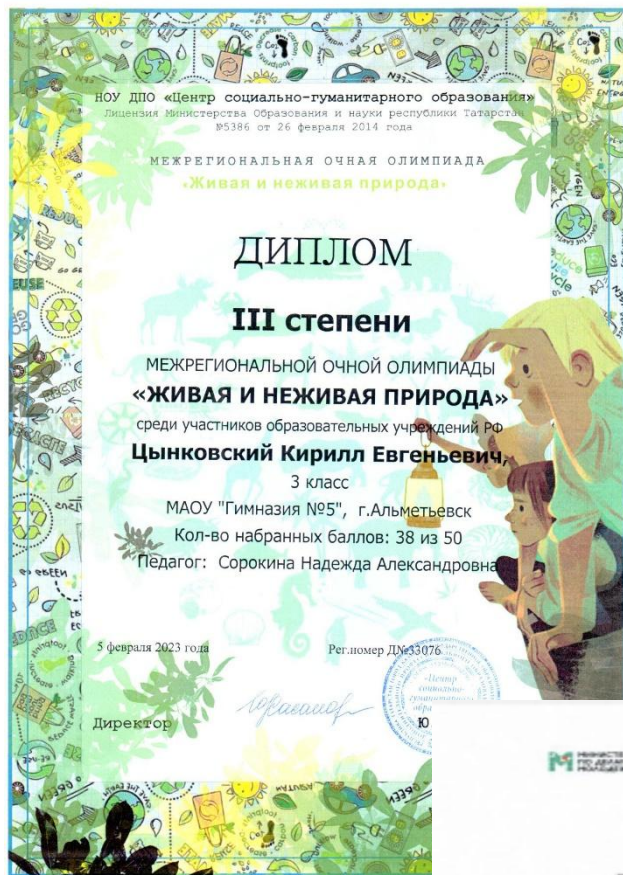 НОУ ДПО «Центр социально-гуманитарного образования»
Лицензия Министерства Образования и науки республики Татарстан
№5386 от 26 февраля 2014 года
МЕЖРЕГИОНАЛЬНАЯ ОЧНАЯ ОЛИМПИАДА
«Живая и неживая природа»
ДИПЛОМ
III степени
МЕЖРЕГИОНАЛЬНОЙ ОЧНОЙ ОЛИМПИАДЫ
«ЖИВАЯ И НЕЖИВАЯ ПРИРОДА»
среди участников образовательных учреждений РФ
Цынковский Кирилл Евгеньевич,
3 класс
МАОУ "Гимназия №5", г.Альметьевск
Кол-во набранных баллов: 38 из 50
Педагог: Сорокина Надежда Александровна
5 февраля 2023 года
Рег.номер Д№33076
«Центр
социально-
гуманитарного
Директор
Ю